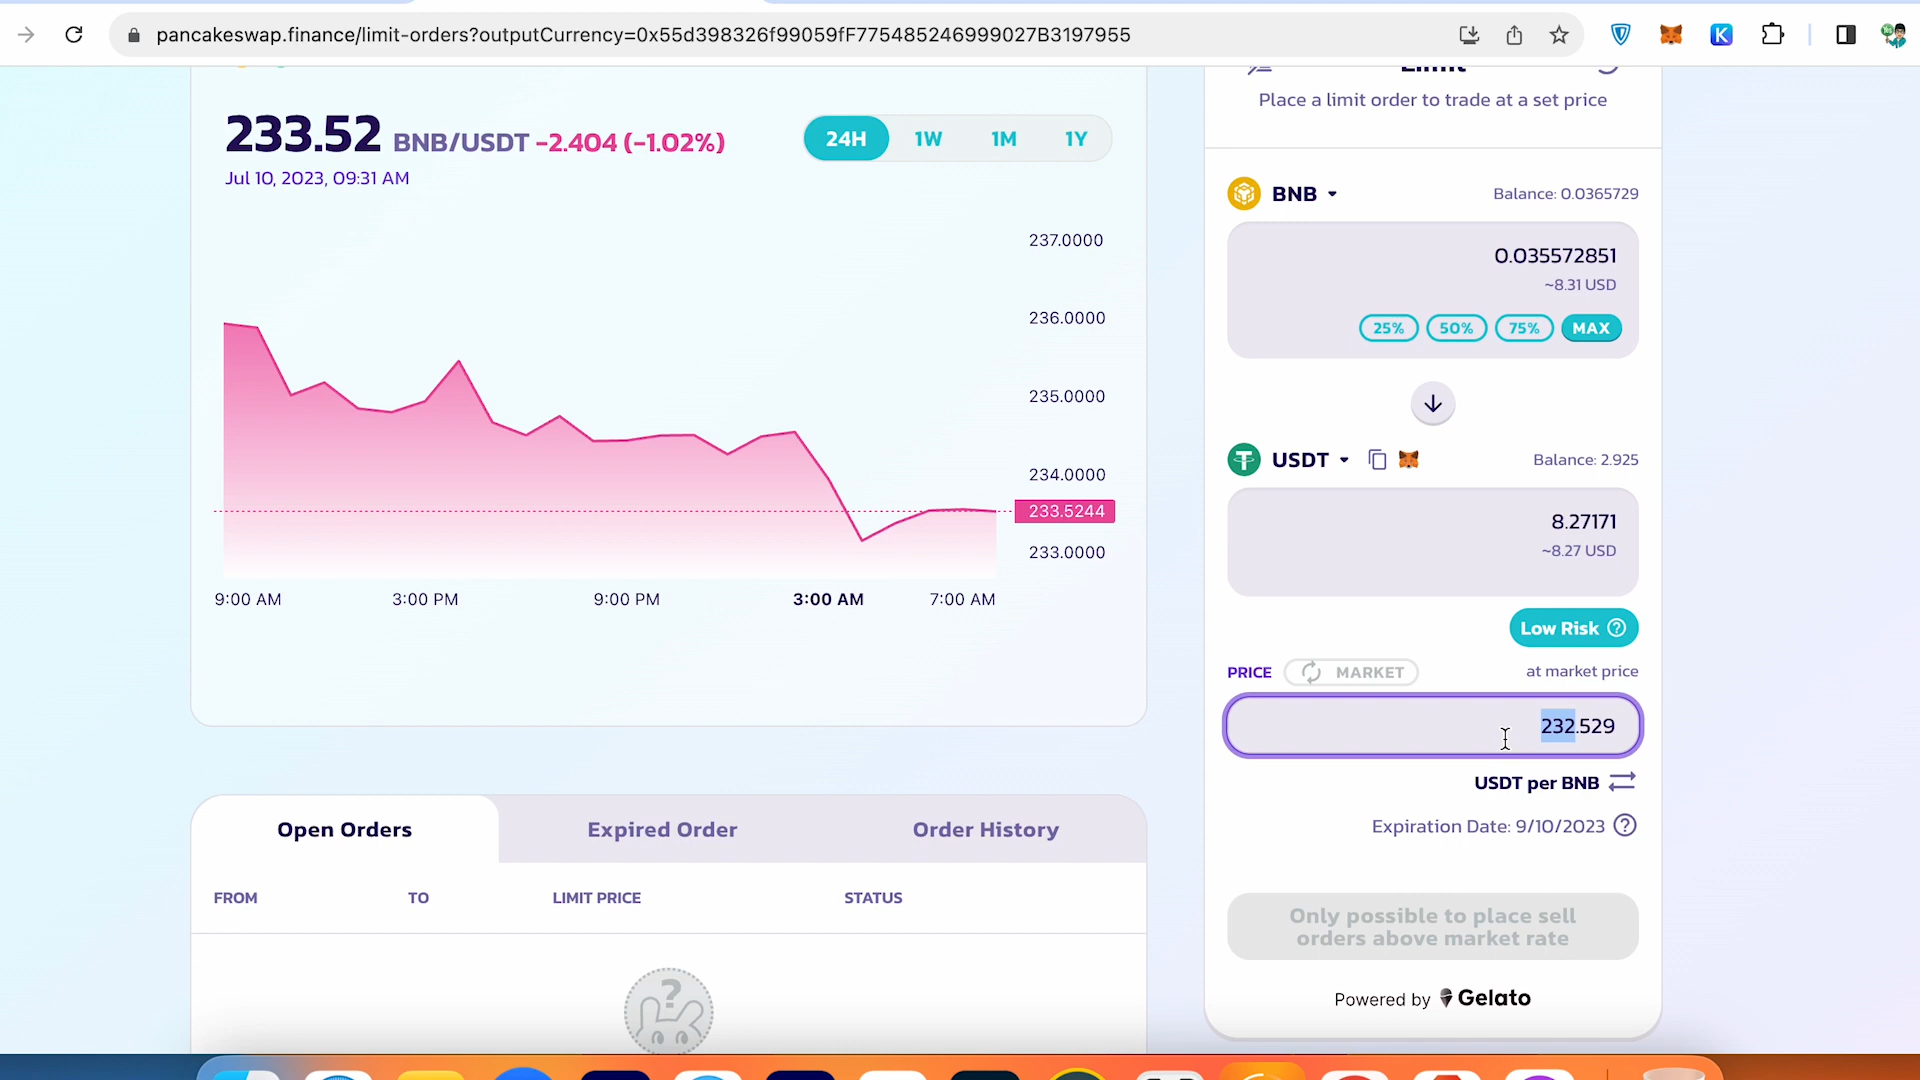 pancakeswap.finance/limit-orders?outputCurrency=0x55d398326f99059fF775485246999027B3197955
K
Limit
Place a limit order to trade at a set price
233.52 BNB/USDT -2.404 (-1.02%)
Jul 10, 2023, 09:31 AM
24H 1W 1M 1Y
237.0000
236.0000
235.0000
234.0000
233.5244
233.0000
9:00 AM 3:00 PM 9:00 PM 3:00 AM 7:00 AM
BNB Balance: 0.0365729
0.035572851
~8.31 USD
25% 50% 75% MAX
USDT Balance: 2.925
8.27171
~8.27 USD
Low Risk ?
PRICE MARKET at market price
232.529
USDT per BNB
Expiration Date: 9/10/2023 ?
Only possible to place sell
orders above market rate
Powered by Gelato
Open Orders Expired Order Order History
FROM TO LIMIT PRICE STATUS
?